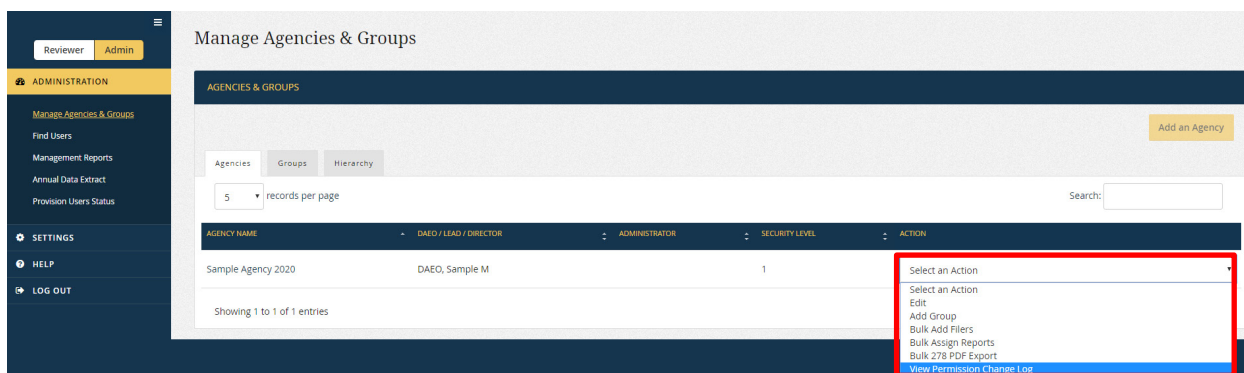 Reviewer Admin
Manage Agencies & Groups
ADMINISTRATION
Manage Agencies & Groups
Find Users
Management Reports
Annual Data Extract
Provision Users Status
SETTINGS
HELP
LOG OUT
AGENCIES & GROUPS
Add an Agency
Agencies Groups Hierarchy
5 records per page Search:
AGENCY NAME DAEO / LEAD / DIRECTOR ADMINISTRATOR SECURITY LEVEL ACTION
Sample Agency 2020 DAEO, Sample M 1 Select an Action
Showing 1 to 1 of 1 entries
Select an Action
Edit
Add Group
Bulk Add Filers
Bulk Assign Reports
Bulk 278 PDF Export
View Permission Change Log